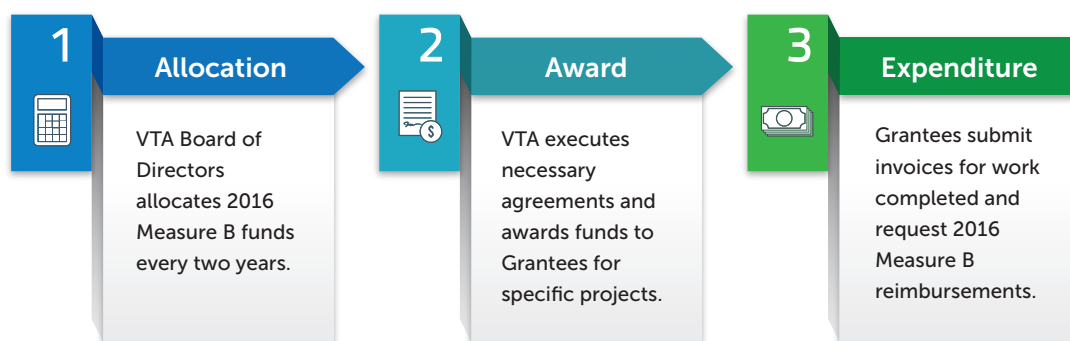 1
Allocation
VTA Board of
Directors
allocates 2016
Measure B funds
every two years.
2
Award
$
VTA executes
necessary
agreements and
awards funds to
Grantees for
specific projects.
3
Expenditure
Grantees submit
invoices for work
completed and
request 2016
Measure B
reimbursements.